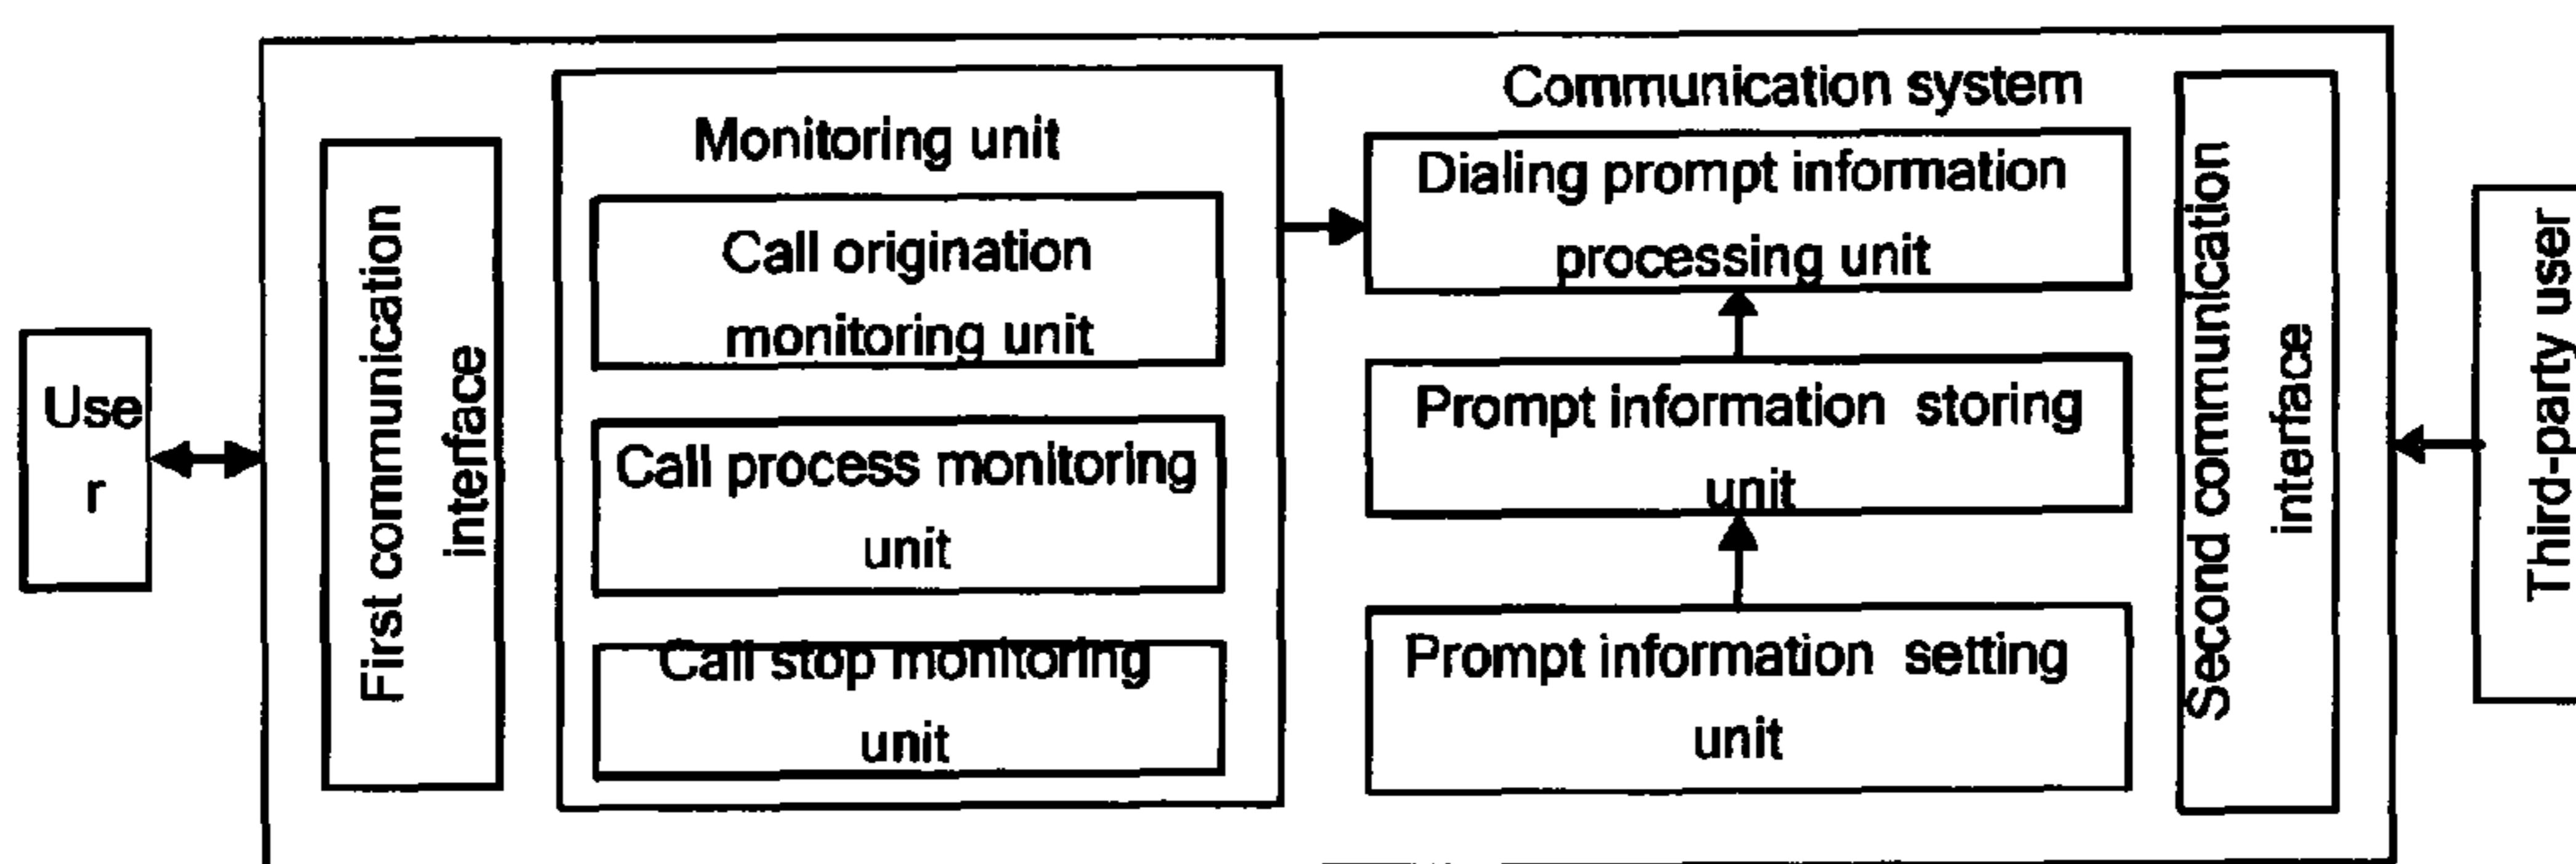 Use
r
First communication
interface
Monitoring unit
Call origination
monitoring unit
Call process monitoring
unit
Call stop monitoring
unit
Communication system
Dialing prompt information
processing unit
Prompt information storing
unit
Prompt information setting
unit
Second communication
interface
Third-party user